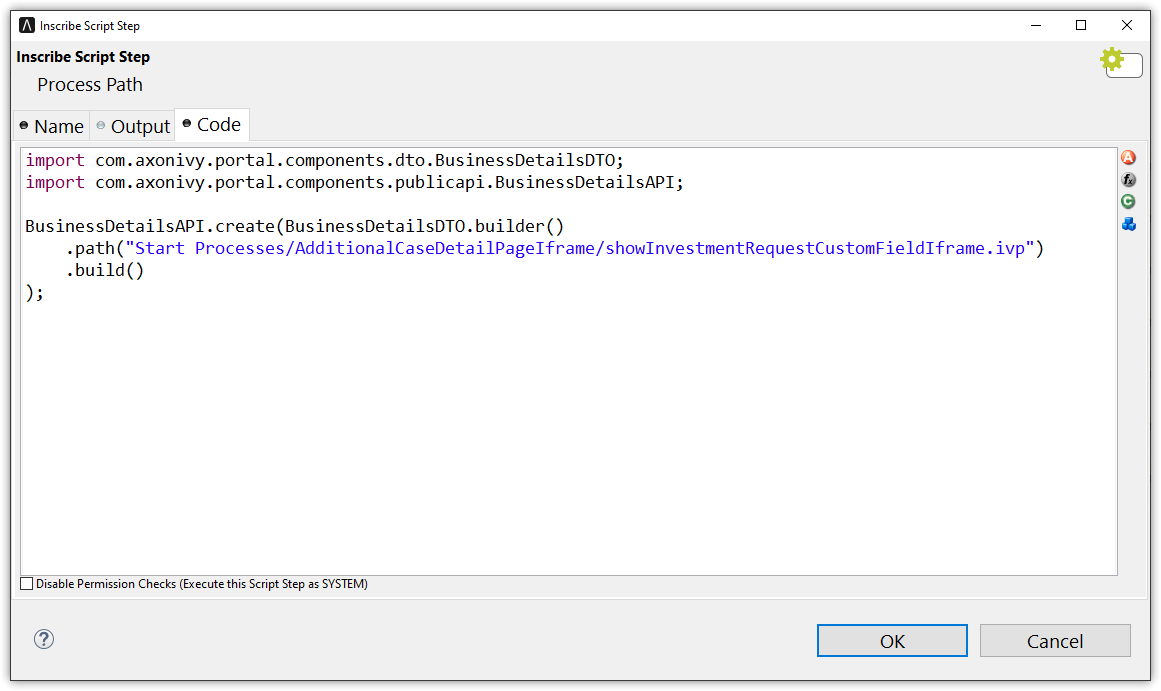 Inscribe Script Step
Inscribe Script Step
Process Path
Name Output Code
import com.axonivy.portal.components.dto.BusinessDetailsDTO;
import com.axonivy.portal.components.publicapi.BusinessDetailsAPI;
BusinessDetailsAPI.create(BusinessDetailsDTO.builder()
.path("Start Processes/AdditionalCaseDetailPageIframe/showInvestmentRequestCustomFieldIframe.ivp")
.build()
);
Disable Permission Checks (Execute this Script Step as SYSTEM)
OK Cancel